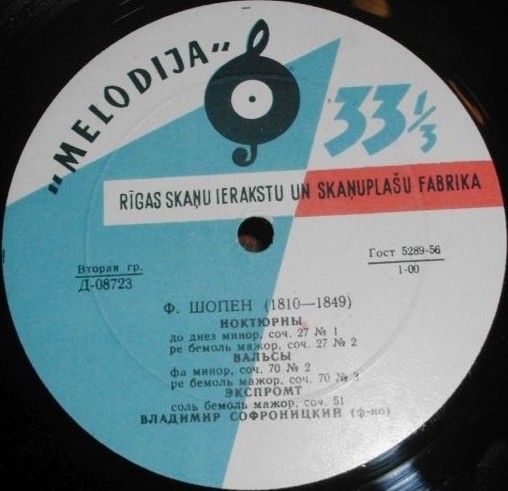 „MELODIJA"
33 1/3
RĪGAS SKAŅU IERAKSTU UN SKAŅUPLAŠU FABRIKA
Вторая гр.
Д-08723
Гост 5289-56
1-00
Ф. ШОПЕН (1810—1849)
НОКТЮРНЫ
до диез минор, соч. 27 № 1
ре бемоль мажор, соч. 27 № 2
ВАЛЬСЫ
фа минор, соч. 70 № 2
ре бемоль мажор, соч. 70 № 3
ЭКСПРОМТ
соль бемоль мажор, соч. 51
ВЛАДИМИР СОФРОНИЦКИЙ (ф-но)